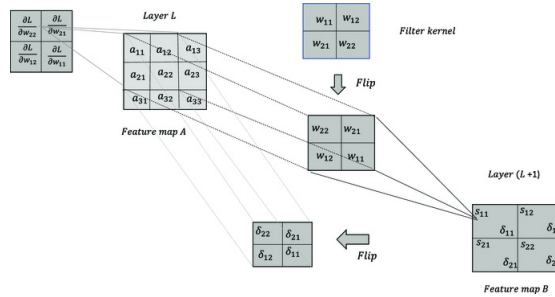 Layer L
∂L/∂w₂₂ ∂L/∂w₂₁
∂L/∂w₁₂ ∂L/∂w₁₁
a₁₁ a₁₂ a₁₃
a₂₁ a₂₂ a₂₃
a₃₁ a₃₂ a₃₃
Feature map A
w₁₁ w₁₂
w₂₁ w₂₂
Filter kernel
Flip
w₂₂ w₂₁
w₁₂ w₁₁
Layer (L+1)
s₁₁ s₁₂
δ₁₁ δ₁
s₂₁ s₂₂
δ₂₁ δ₂
Feature map B
δ₂₂ δ₂₁
δ₁₂ δ₁₁
Flip